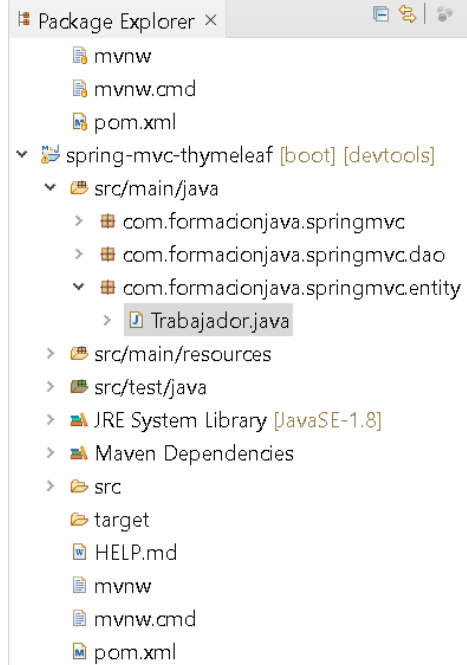 Package Explorer ×
mvnw
mvnw.cmd
pom.xml
spring-mvc-thymeleaf [boot] [devtools]
src/main/java
com.formacionjava.springmvc
com.formacionjava.springmvc.dao
com.formacionjava.springmvc.entity
Trabajador.java
src/main/resources
src/test/java
JRE System Library [JavaSE-1.8]
Maven Dependencies
src
target
HELP.md
mvnw
mvnw.cmd
pom.xml